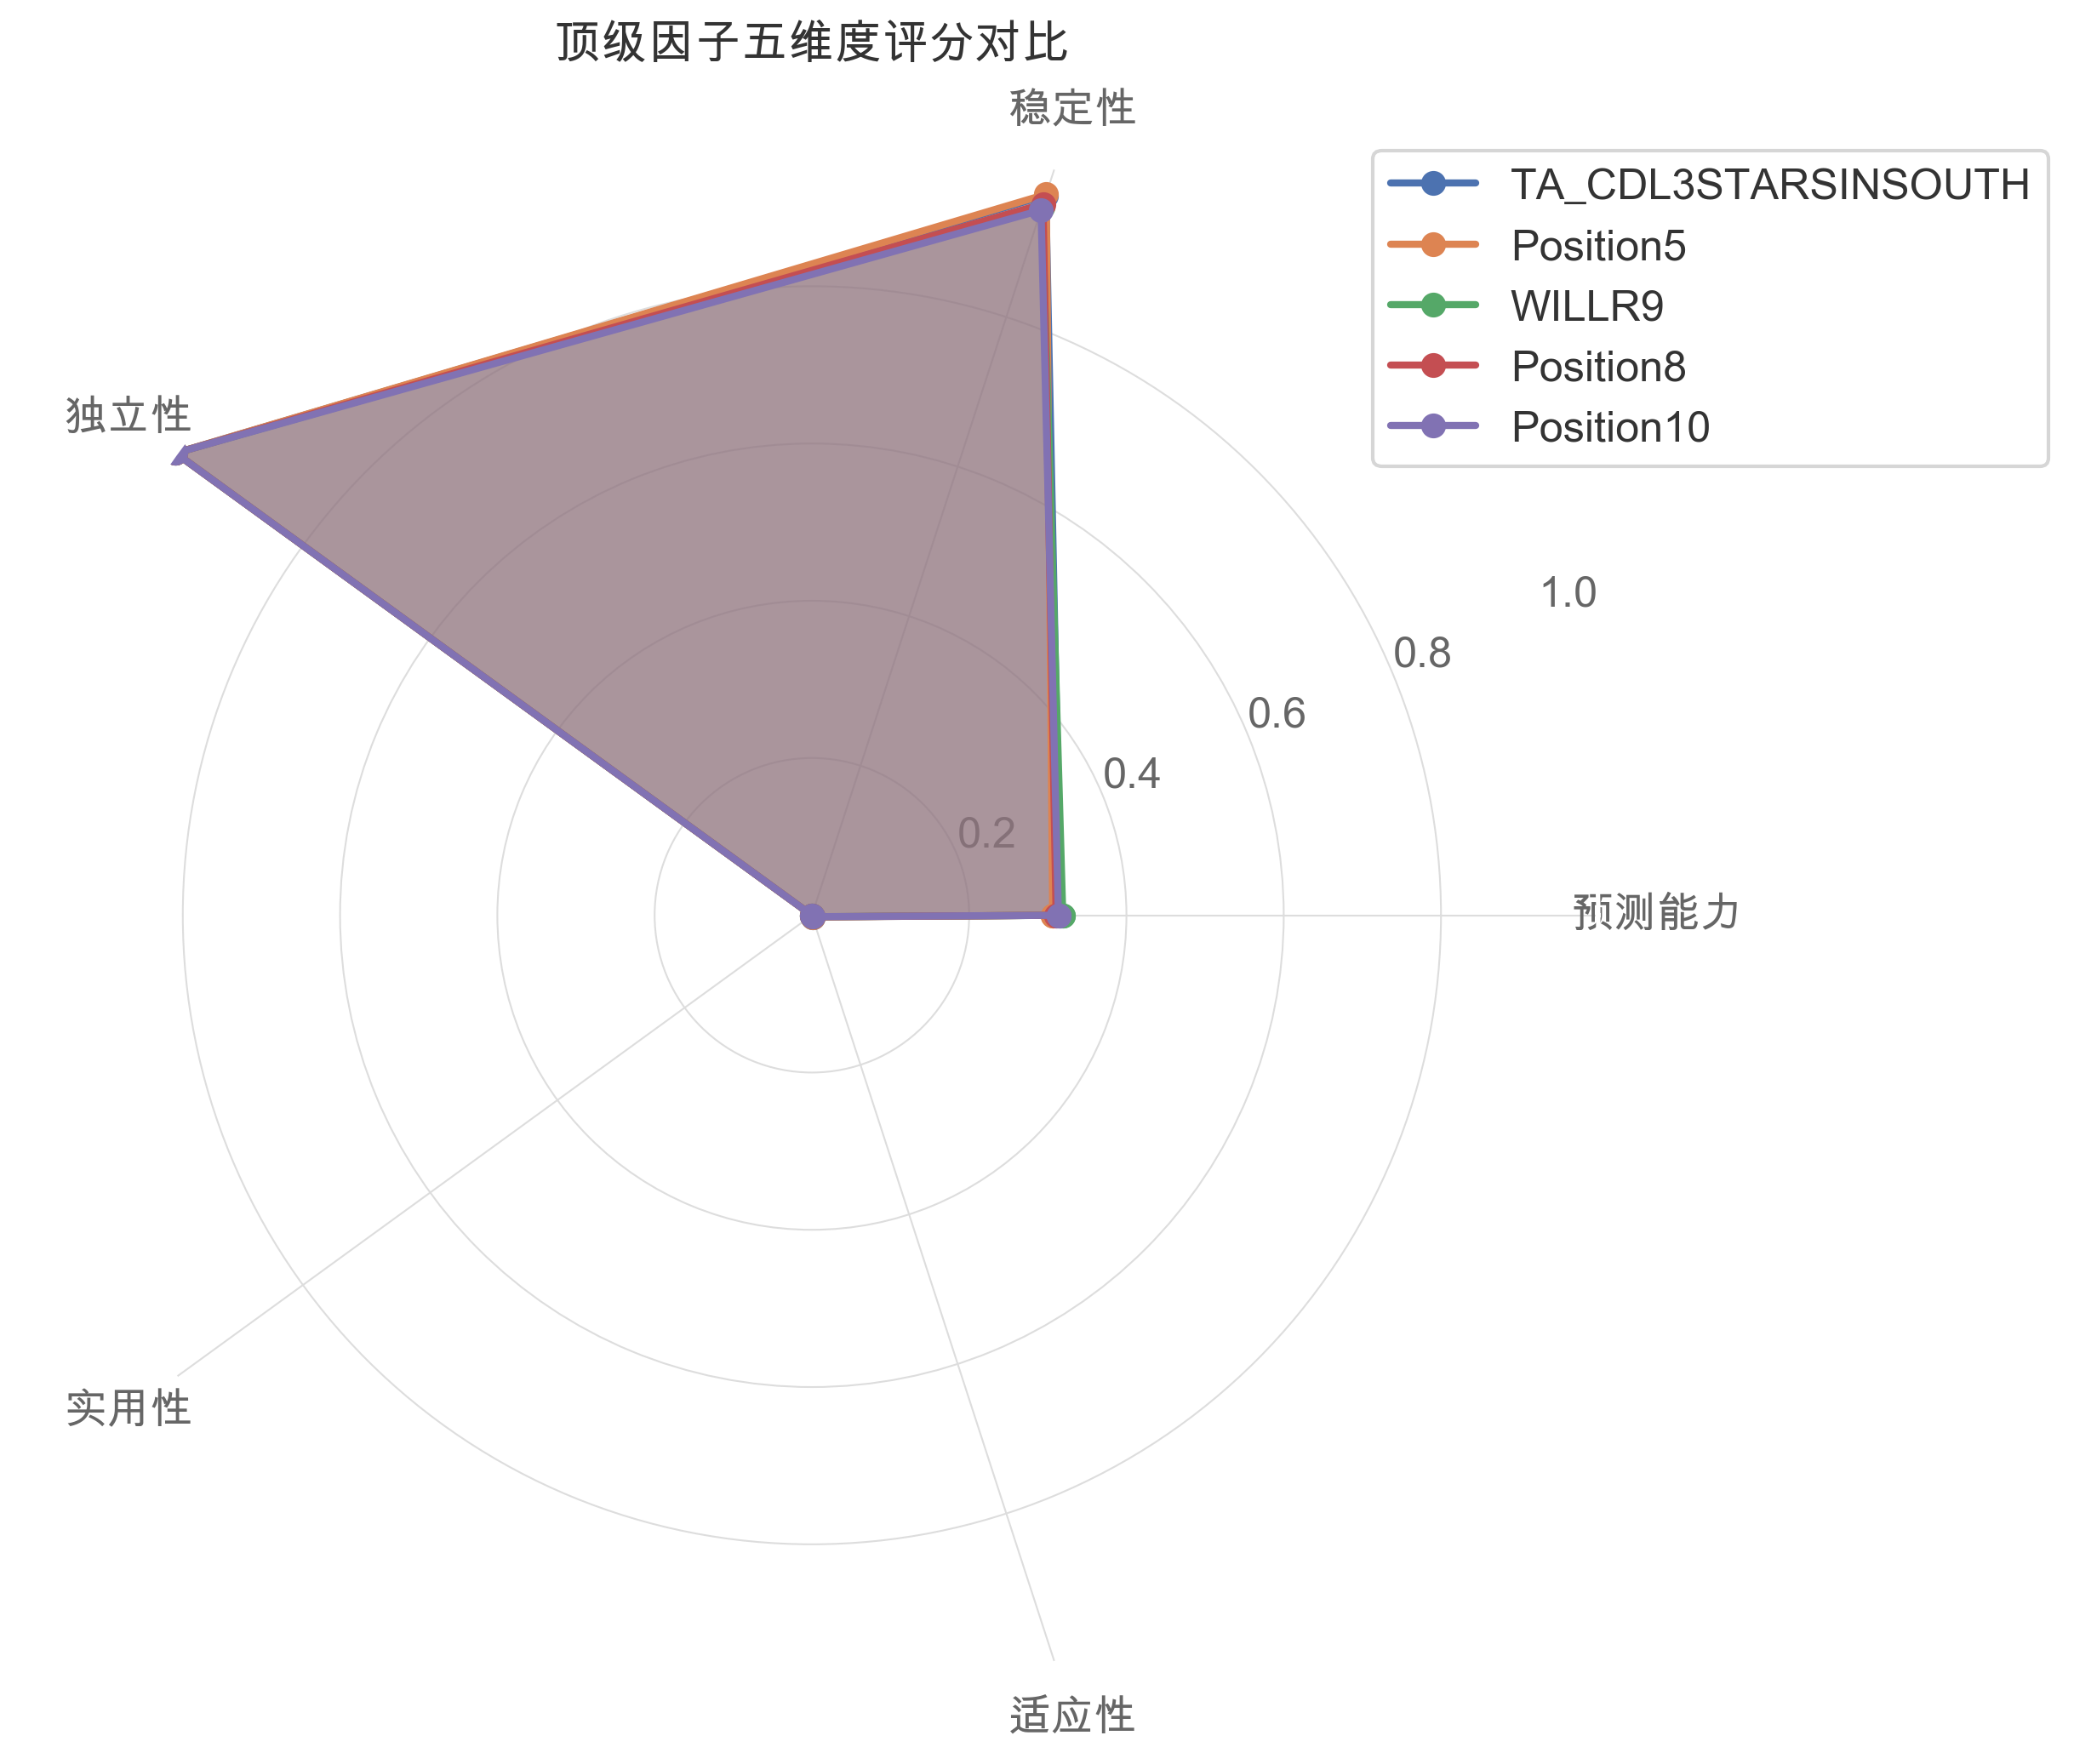 顶级因子五维度评分对比
稳定性
TA_CDL3STARSINSOUTH
Position5
WILLR9
Position8
Position10
独立性
1.0
0.8
0.6
0.4
0.2
预测能力
实用性
适应性